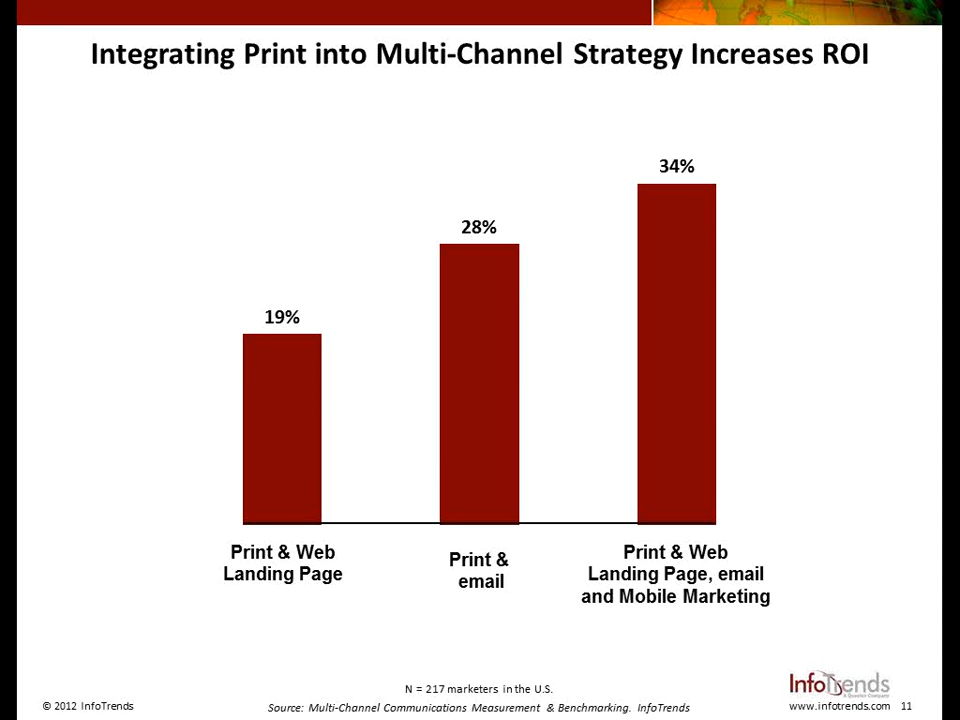 Integrating Print into Multi-Channel Strategy Increases ROI
34%
28%
19%
Print & Web
Landing Page
Print &
email
Print & Web
Landing Page, email
and Mobile Marketing
N = 217 marketers in the U.S.
InfoTrends
A Questex Company
© 2012 InfoTrends
Source: Multi-Channel Communications Measurement & Benchmarking. InfoTrends
www.infotrends.com 11